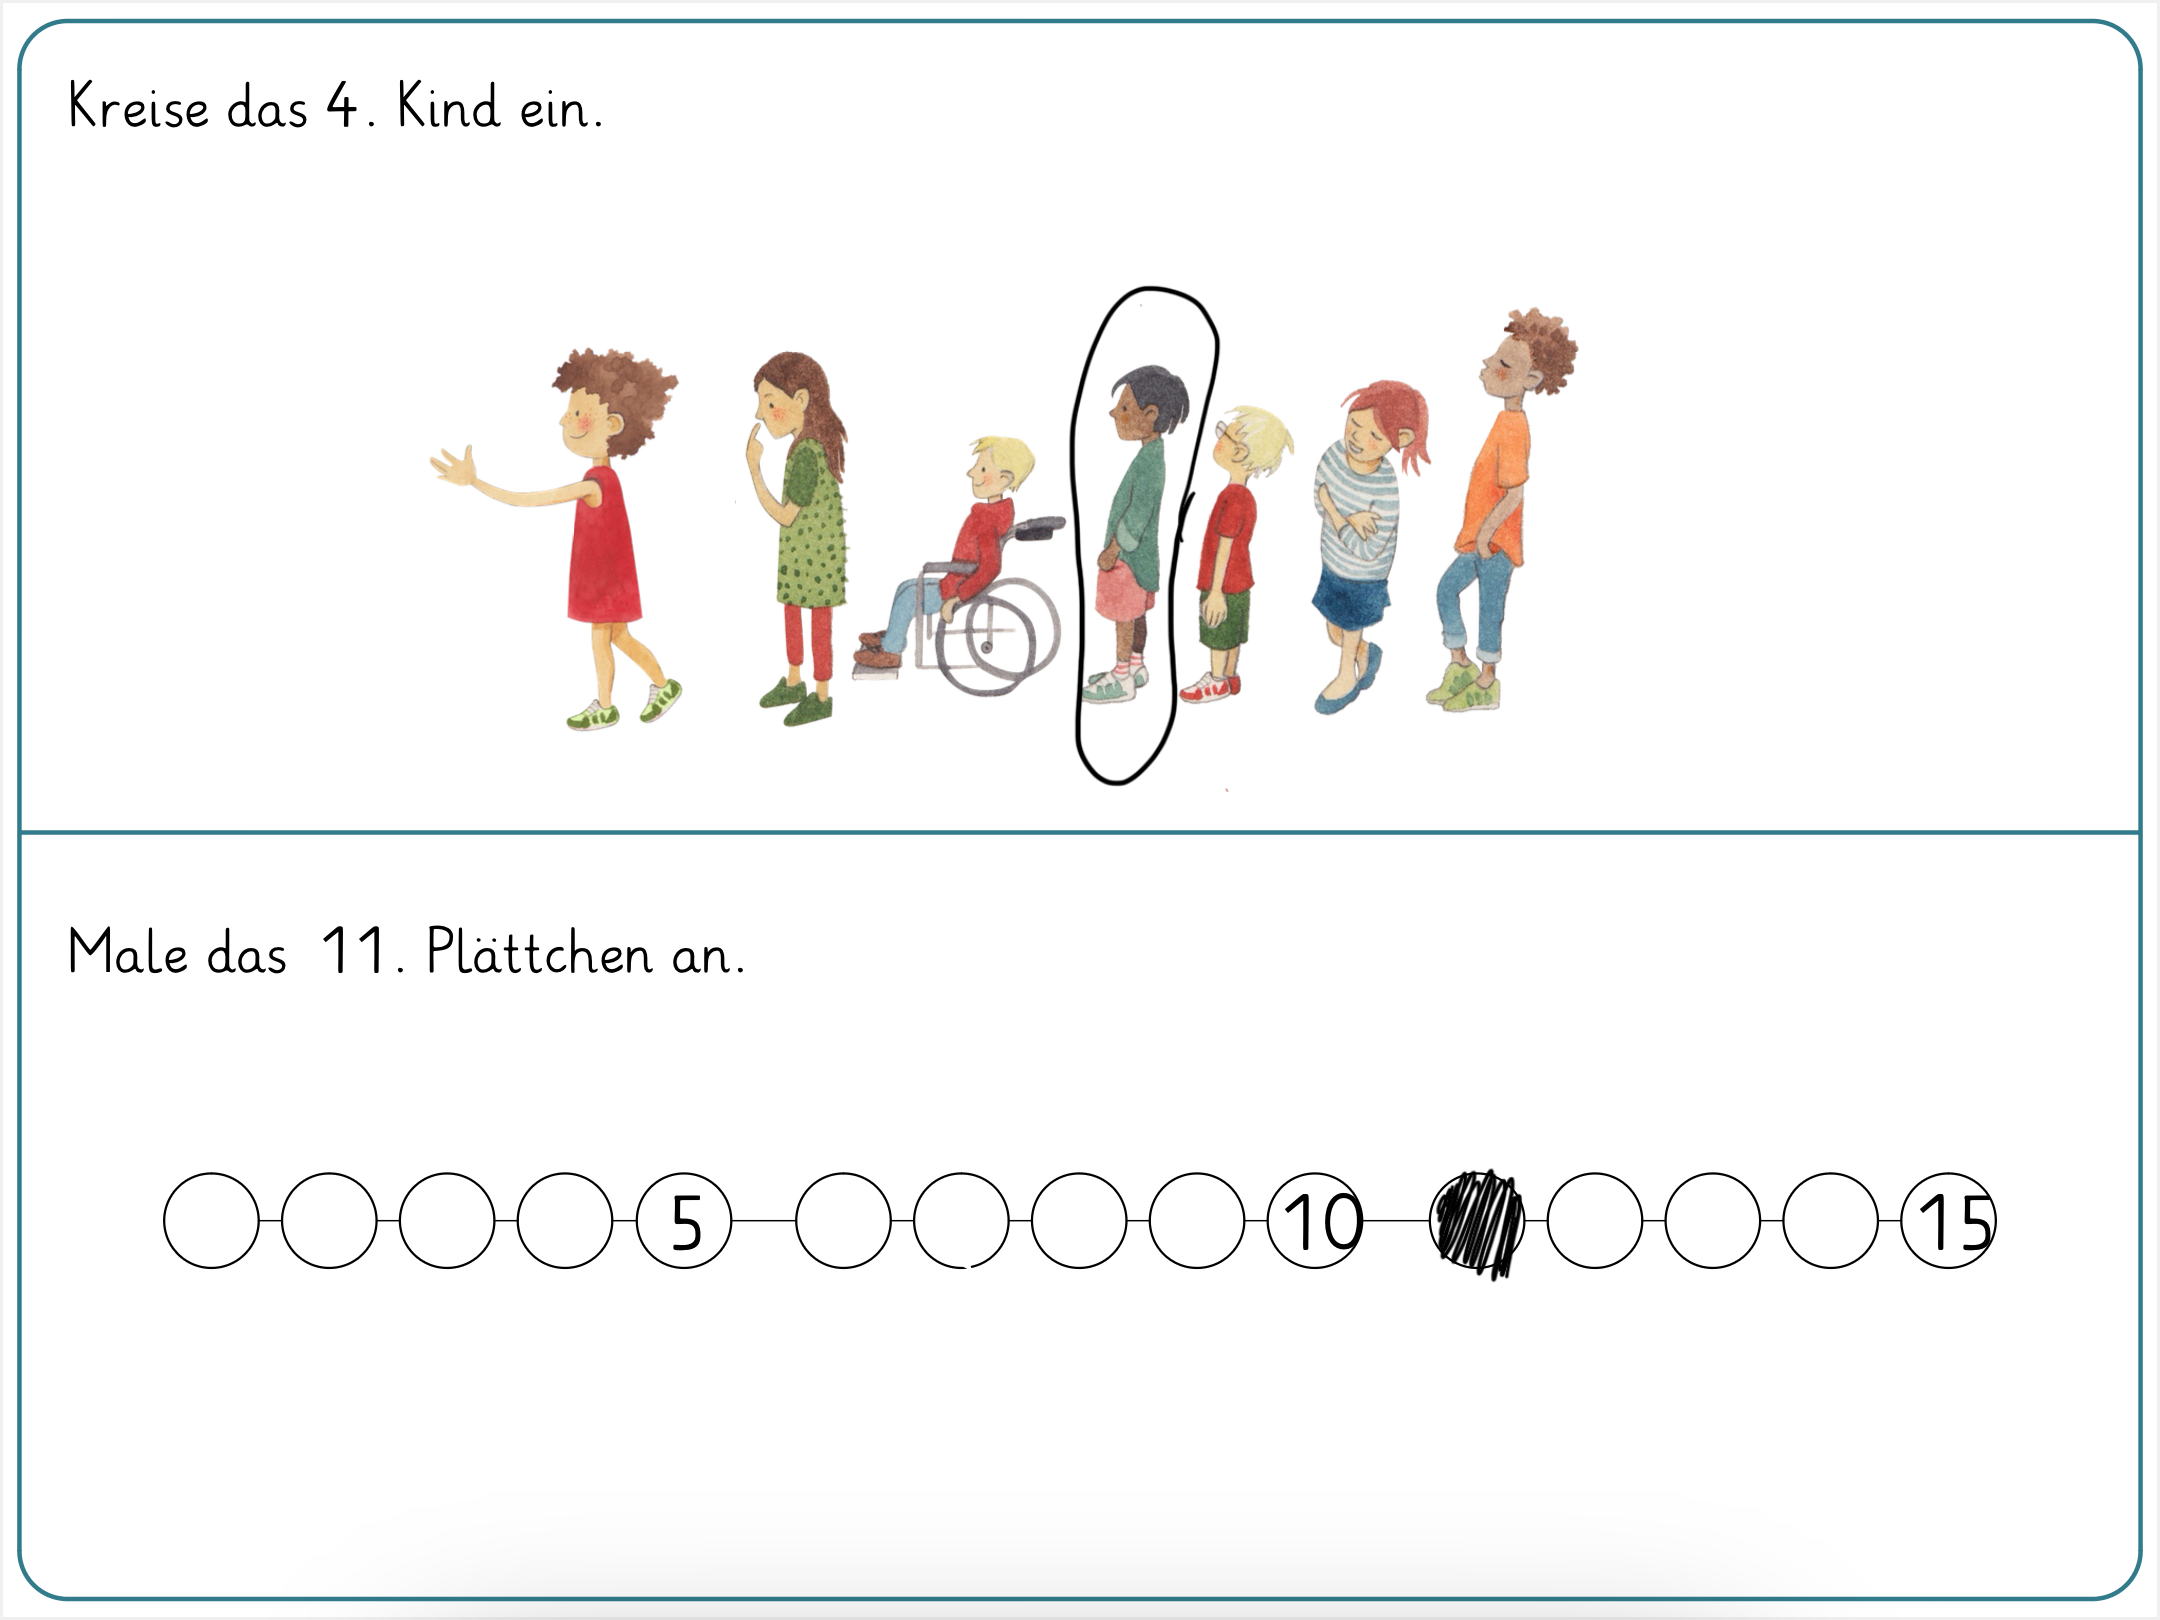 Kreise das 4. Kind ein.
Male das 11. Plättchen an.
5 10 15